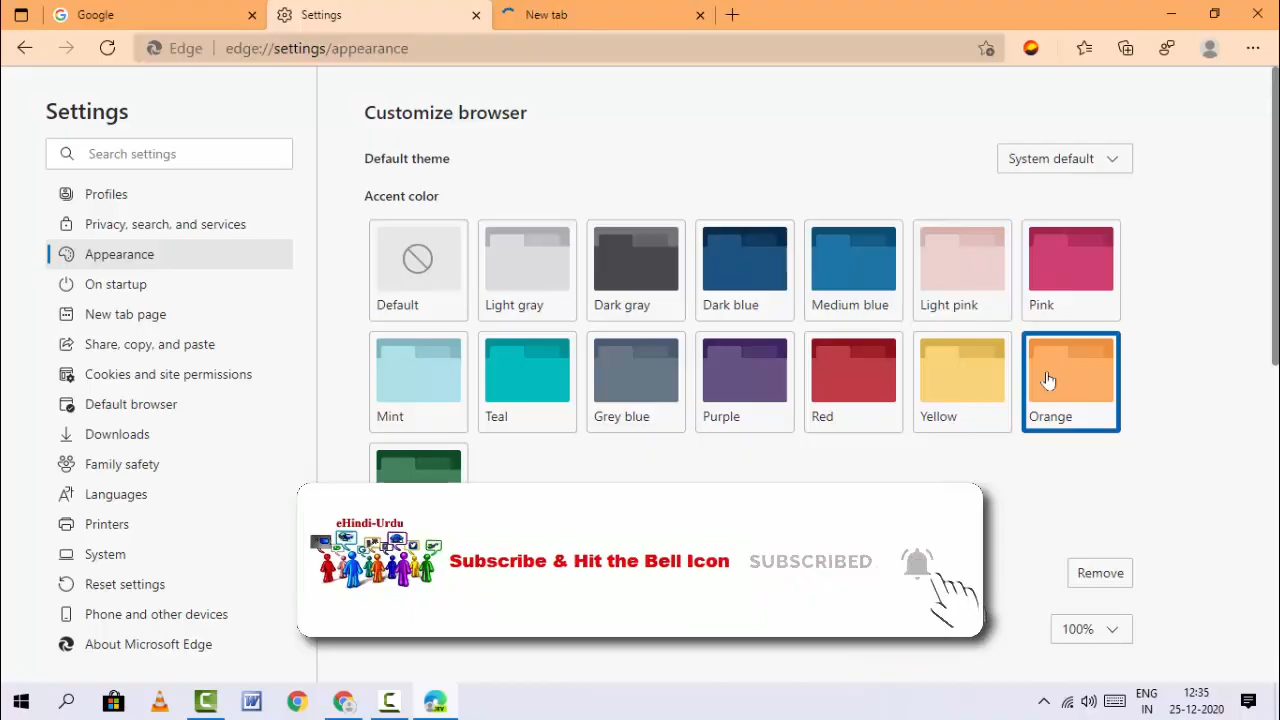 Google
Settings
New tab
Edge
edge://settings/appearance
Settings
Search settings
Profiles
Privacy, search, and services
Appearance
On startup
New tab page
Share, copy, and paste
Cookies and site permissions
Default browser
Downloads
Family safety
Languages
Printers
System
Reset settings
Phone and other devices
About Microsoft Edge
Customize browser
Default theme
System default
Accent color
Default
Light gray
Dark gray
Dark blue
Medium blue
Light pink
Pink
Mint
Teal
Grey blue
Purple
Red
Yellow
Orange
Remove
100%
eHindi-Urdu
Subscribe & Hit the Bell Icon
SUBSCRIBED
ENG
IN
12:35
25-12-2020